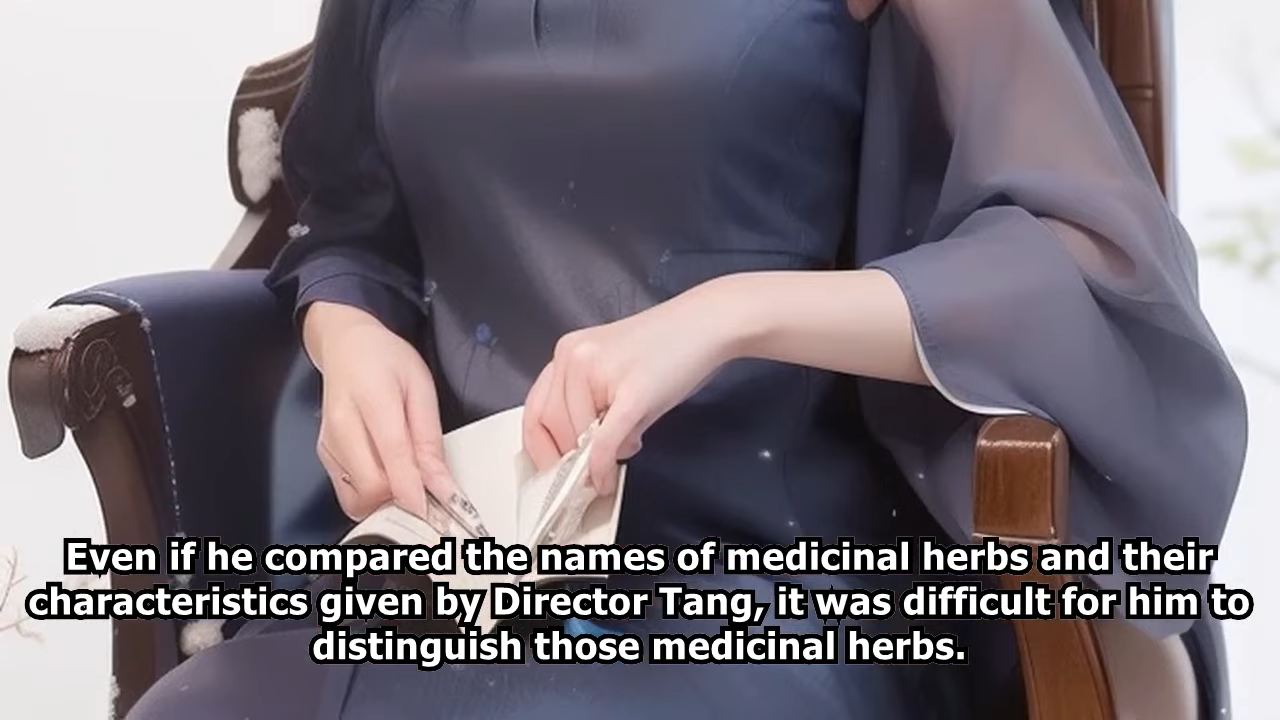 Even if he compared the names of medicinal herbs and their
characteristics given by Director Tang, it was difficult for him to
distinguish those medicinal herbs.